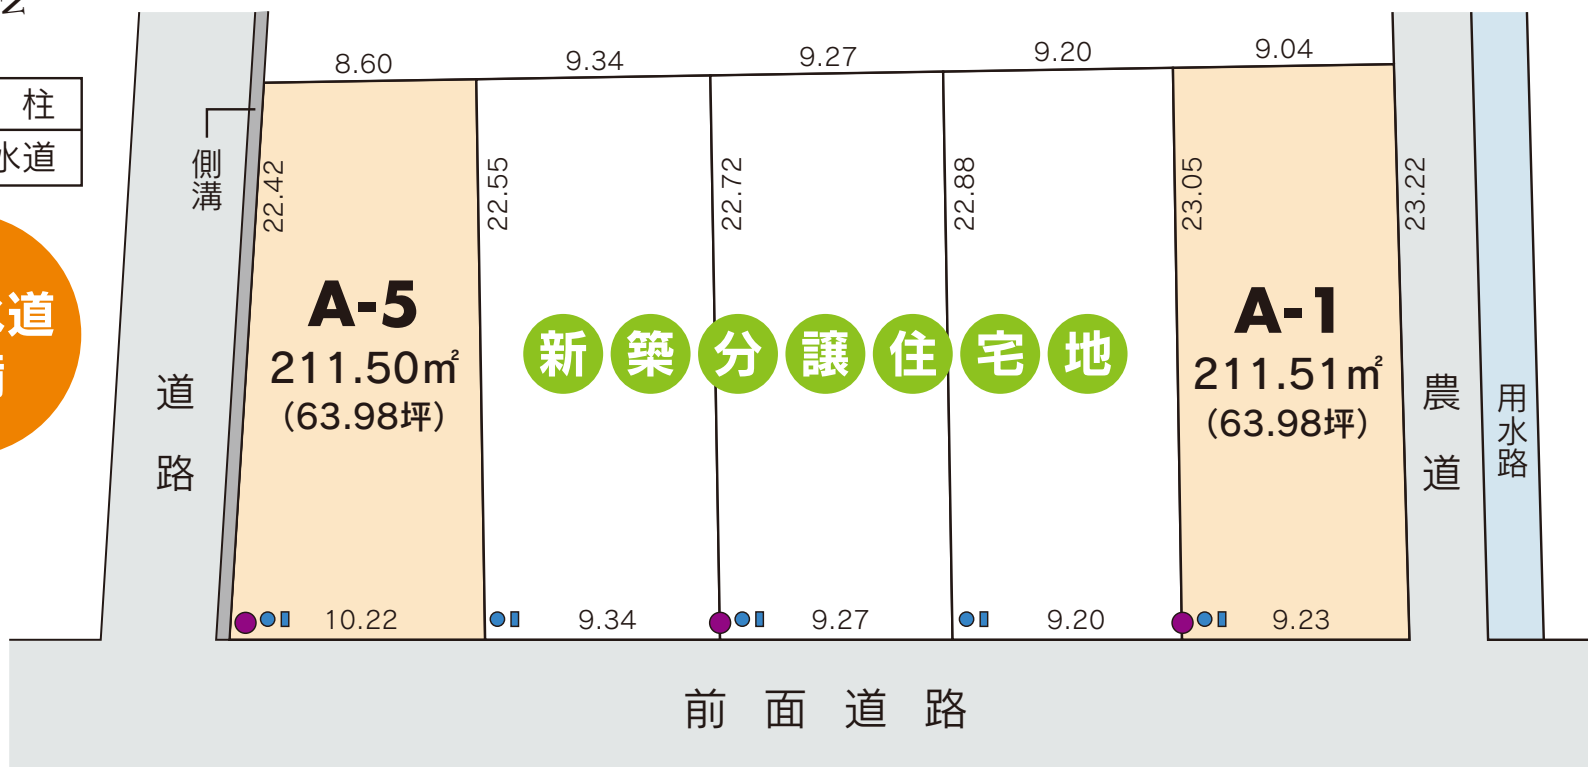 柱
水道
側溝
8.60
9.34
9.27
9.20
9.04
22.42
22.55
22.72
22.88
23.05
23.22
水道
A-5
211.50㎡
(63.98坪)
新築分譲住宅地
A-1
211.51㎡
(63.98坪)
道路
農道
用水路
10.22
9.34
9.27
9.20
9.23
前面道路